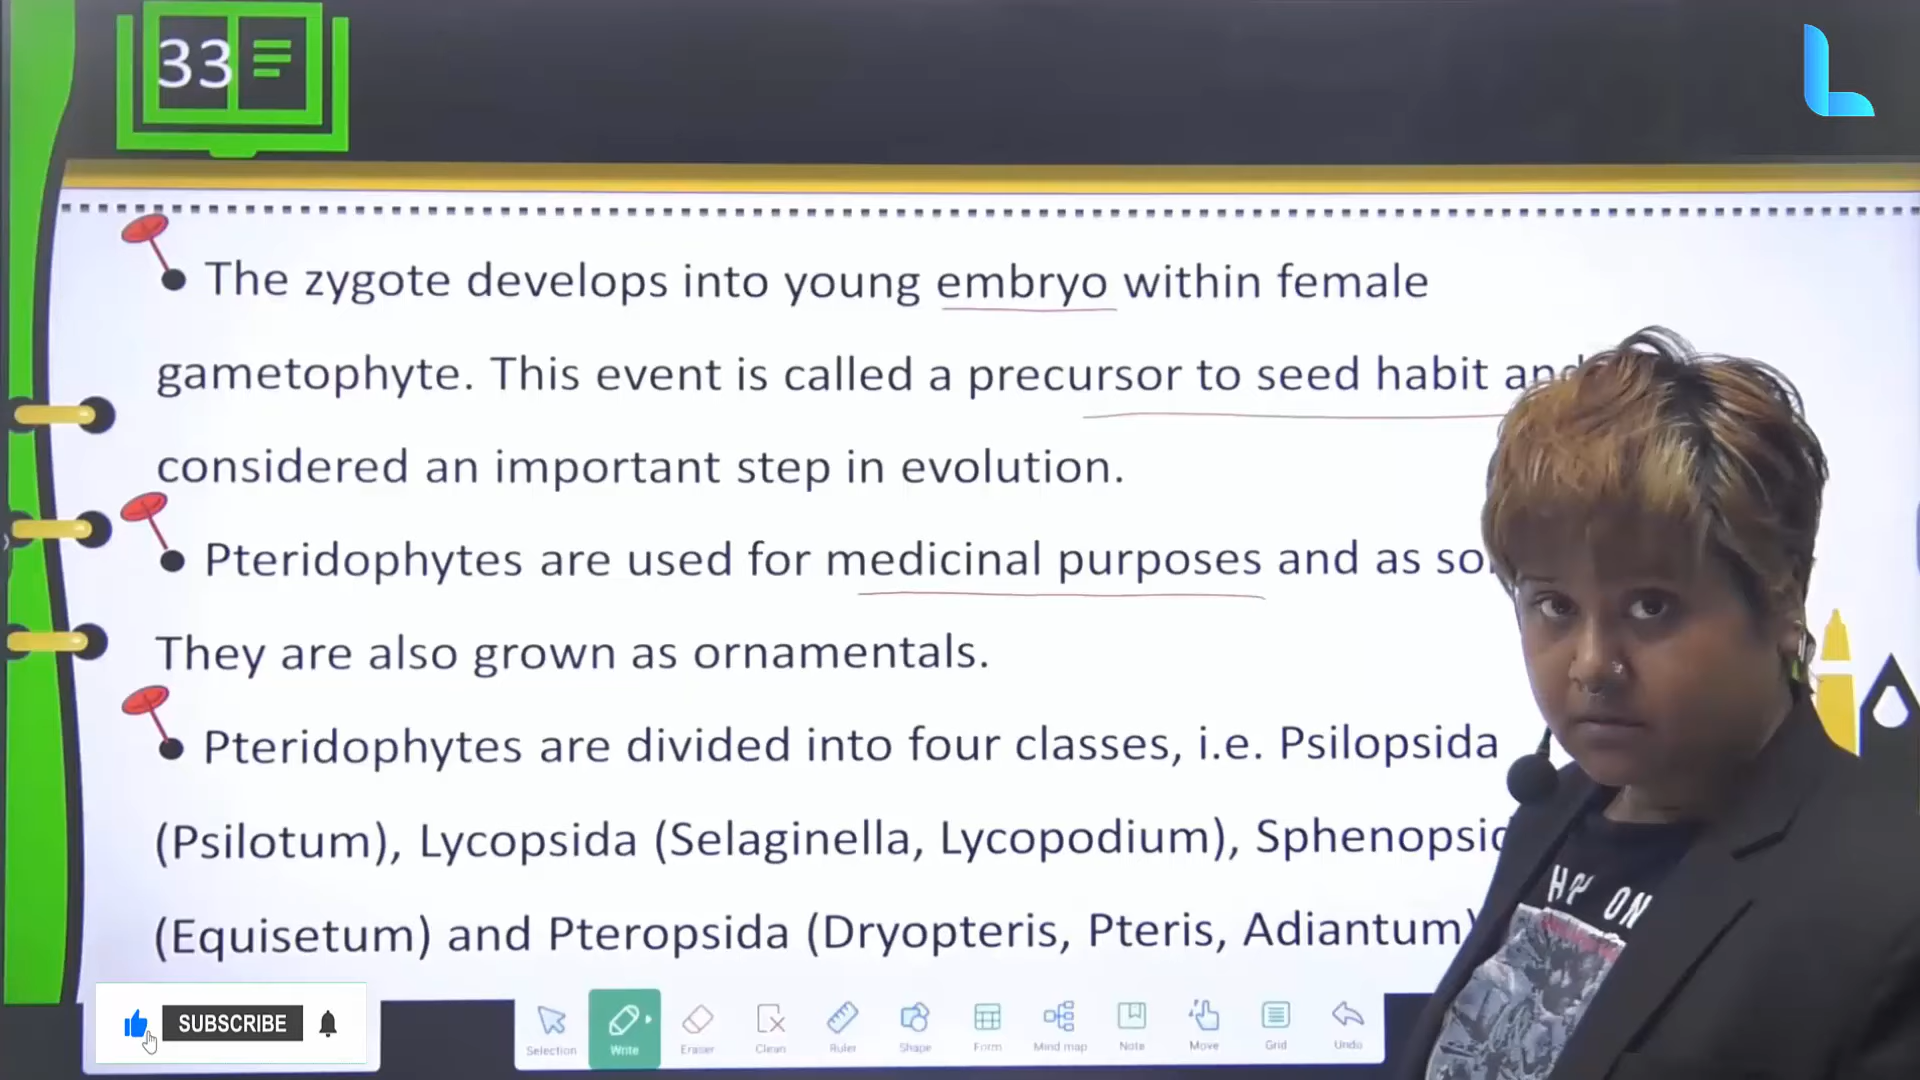 33
The zygote develops into young embryo within female
gametophyte. This event is called a precursor to seed habit and
considered an important step in evolution.
Pteridophytes are used for medicinal purposes and as
They are also grown as ornamentals.
Pteridophytes are divided into four classes, i.e. Psilopsida
(Psilotum), Lycopsida (Selaginella, Lycopodium),
(Equisetum) and Pteropsida (Dryopteris, Pteris, Adiantum)
SUBSCRIBE
Selection Write Eraser Clean Ruler Shape Form Mind map Note Move Grid Undo
ON